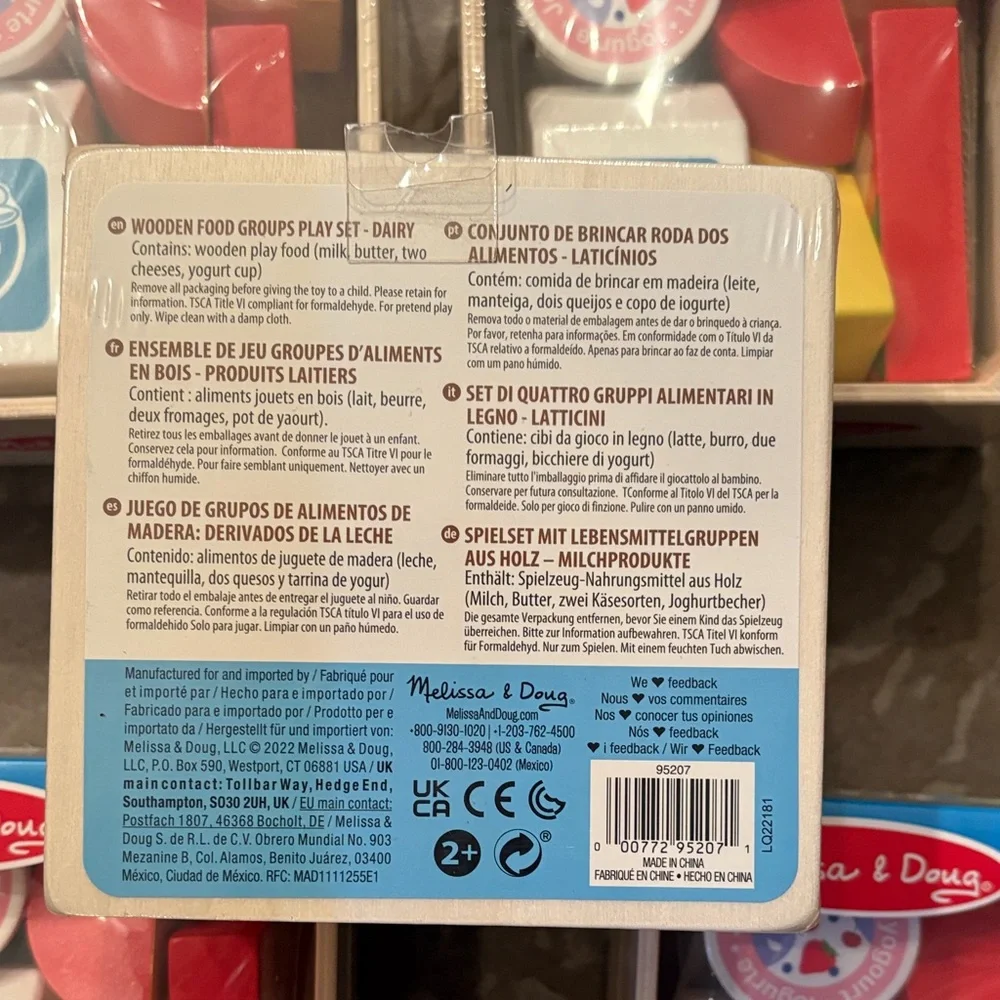 en WOODEN FOOD GROUPS PLAY SET - DAIRY
Contains: wooden play food (milk, butter, two
cheeses, yogurt cup)
Remove all packaging before giving the toy to a child. Please retain for
information. TSCA Title VI compliant for formaldehyde. For pretend play
only. Wipe clean with a damp cloth.
fr ENSEMBLE DE JEU GROUPES D'ALIMENTS
EN BOIS - PRODUITS LAITIERS
Contient : aliments jouets en bois (lait, beurre,
deux fromages, pot de yaourt).
Retirez tous les emballages avant de donner le jouet à un enfant.
Conservez cela pour information. Conforme au TSCA Titre VI pour le
formaldéhyde. Pour faire semblant uniquement. Nettoyer avec un
chiffon humide.
es JUEGO DE GRUPOS DE ALIMENTOS DE
MADERA: DERIVADOS DE LA LECHE
Contenido: alimentos de juguete de madera (leche,
mantequilla, dos quesos y tarrina de yogur)
Retirar todo el embalaje antes de entregar el juguete al niño. Guardar
como referencia. Conforme a la regulación TSCA título VI para el uso de
formaldehido Solo para jugar. Limpiar con un paño húmedo.
pt CONJUNTO DE BRINCAR RODA DOS
ALIMENTOS - LATICÍNIOS
Contém: comida de brincar em madeira (leite,
manteiga, dois queijos e copo de iogurte)
Remova todo o material de embalagem antes de dar o brinquedo à criança.
Por favor, retenha para informações. Em conformidade com o Título VI da
TSCA relativo a formaldeído. Apenas para brincar ao faz de conta. Limpiar
com um pano húmido.
it SET DI QUATTRO GRUPPI ALIMENTARI IN
LEGNO - LATTICINI
Contiene: cibi da gioco in legno (latte, burro, due
formaggi, bicchiere di yogurt)
Eliminare tutto l'imballaggio prima di affidare il giocattolo al bambino.
Conservare per futura consultazione. TConforme al Titolo VI del TSCA per la
formaldeide. Solo per gioco di finzione. Pulire con un panno umido.
de SPIELSET MIT LEBENSMITTELGRUPPEN
AUS HOLZ – MILCHPRODUKTE
Enthält: Spielzeug-Nahrungsmittel aus Holz
(Milch, Butter, zwei Käsesorten, Joghurtbecher)
Die gesamte Verpackung entfernen, bevor Sie einem Kind das Spielzeug
überreichen. Bitte zur Information aufbewahren. TSCA Titel VI konform
für Formaldehyd. Nur zum Spielen. Mit einem feuchten Tuch abwischen.
Manufactured for and imported by / Fabriqué pour
et importé par / Hecho para e importado por /
Fabricado para e importado por / Prodotto per e
importato da / Hergestellt für und importiert von:
Melissa & Doug, LLC © 2022 Melissa & Doug,
LLC, P.O. Box 590, Westport, CT 06881 USA / UK
main contact: Tollbar Way, Hedge End,
Southampton, SO30 2UH, UK / EU main contact:
Postfach 1807, 46368 Bocholt, DE / Melissa &
Doug S. de R.L. de C.V. Obrero Mundial No. 903
Mezanine B, Col. Alamos, Benito Juárez, 03400
México, Ciudad de México. RFC: MAD1111255E1
Melissa & Doug®
MelissaAndDoug.com
+800-9130-1020 | +1-203-762-4500
800-284-3948 (US & Canada)
01-800-123-0402 (Mexico)
UK
CA CE
2+ ®
We ♥ feedback
Nous ♥ vos commentaires
Nos ♥ conocer tus opiniones
Nós ♥ feedback
♥ i feedback / Wir ♥ Feedback
95207
0 00772 95207 1
MADE IN CHINA
FABRIQUÉ EN CHINE • HECHO EN CHINA
LQ22181
& Doug®